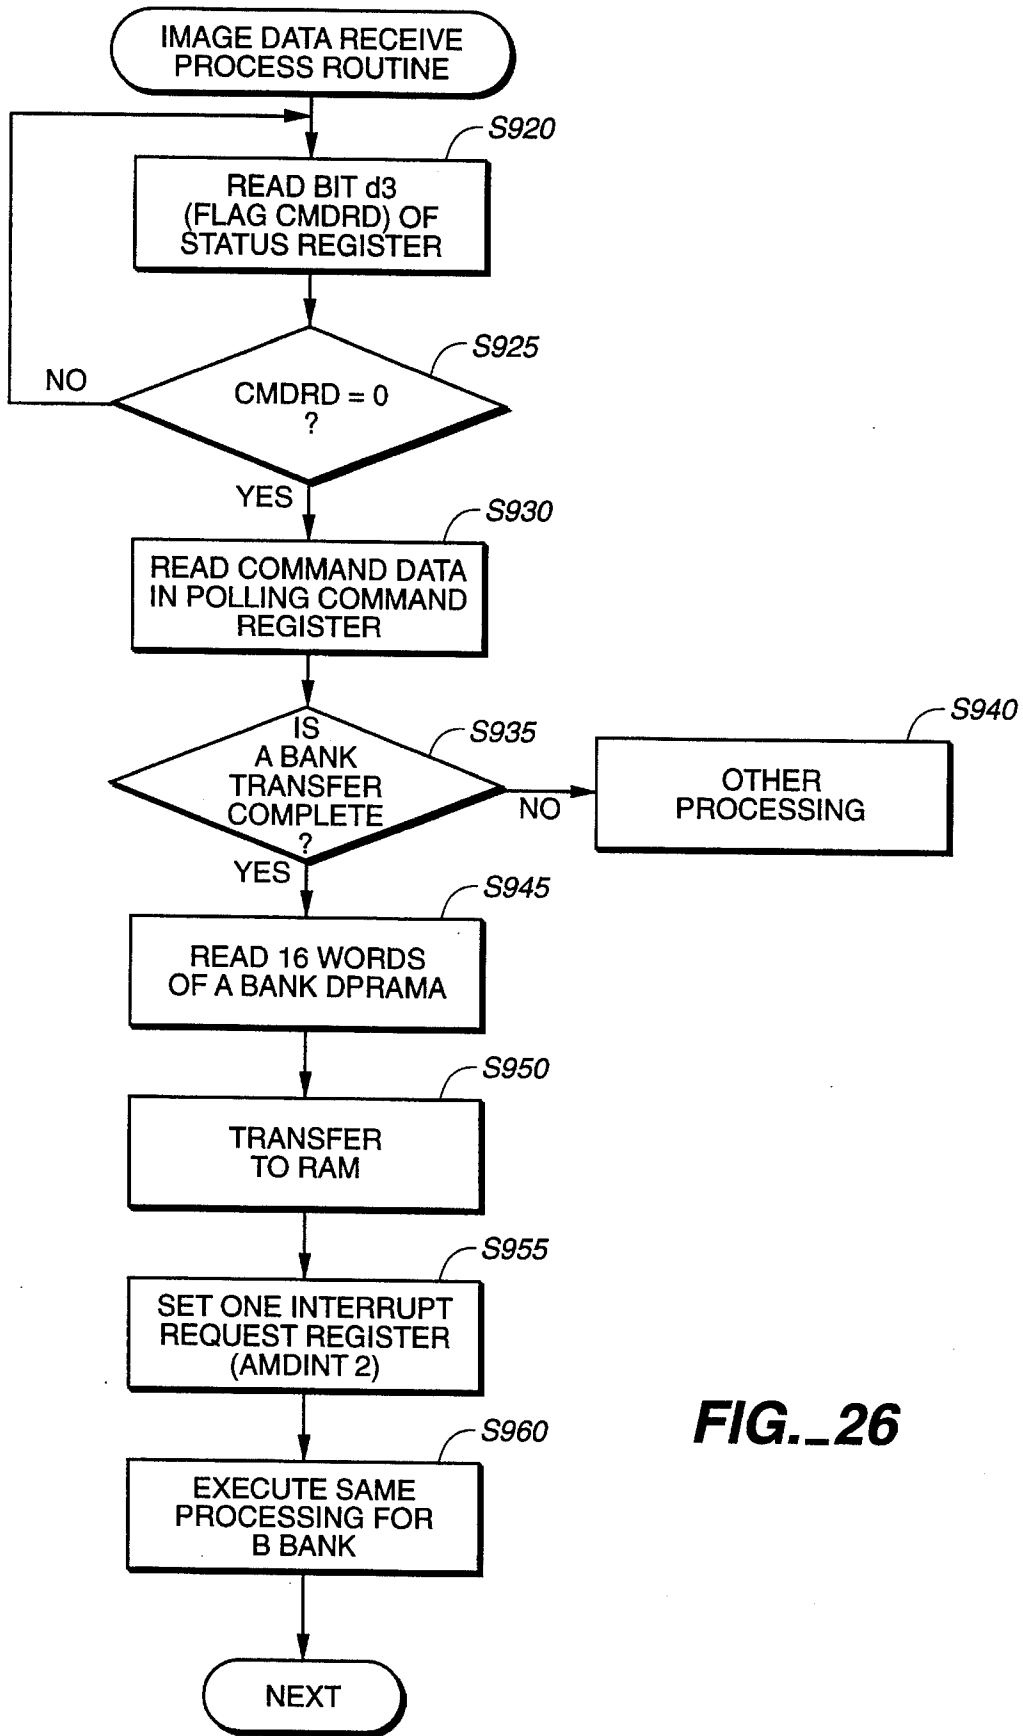 IMAGE DATA RECEIVE
PROCESS ROUTINE
S920
READ BIT d3
(FLAG CMDRD) OF
STATUS REGISTER
S925
NO
CMDRD = 0
?
YES
S930
READ COMMAND DATA
IN POLLING COMMAND
REGISTER
S935
IS
A BANK
TRANSFER
COMPLETE
?
NO
S940
OTHER
PROCESSING
YES
S945
READ 16 WORDS
OF A BANK DPRAMA
S950
TRANSFER
TO RAM
S955
SET ONE INTERRUPT
REQUEST REGISTER
(AMDINT 2)
S960
EXECUTE SAME
PROCESSING FOR
B BANK
NEXT
FIG._26